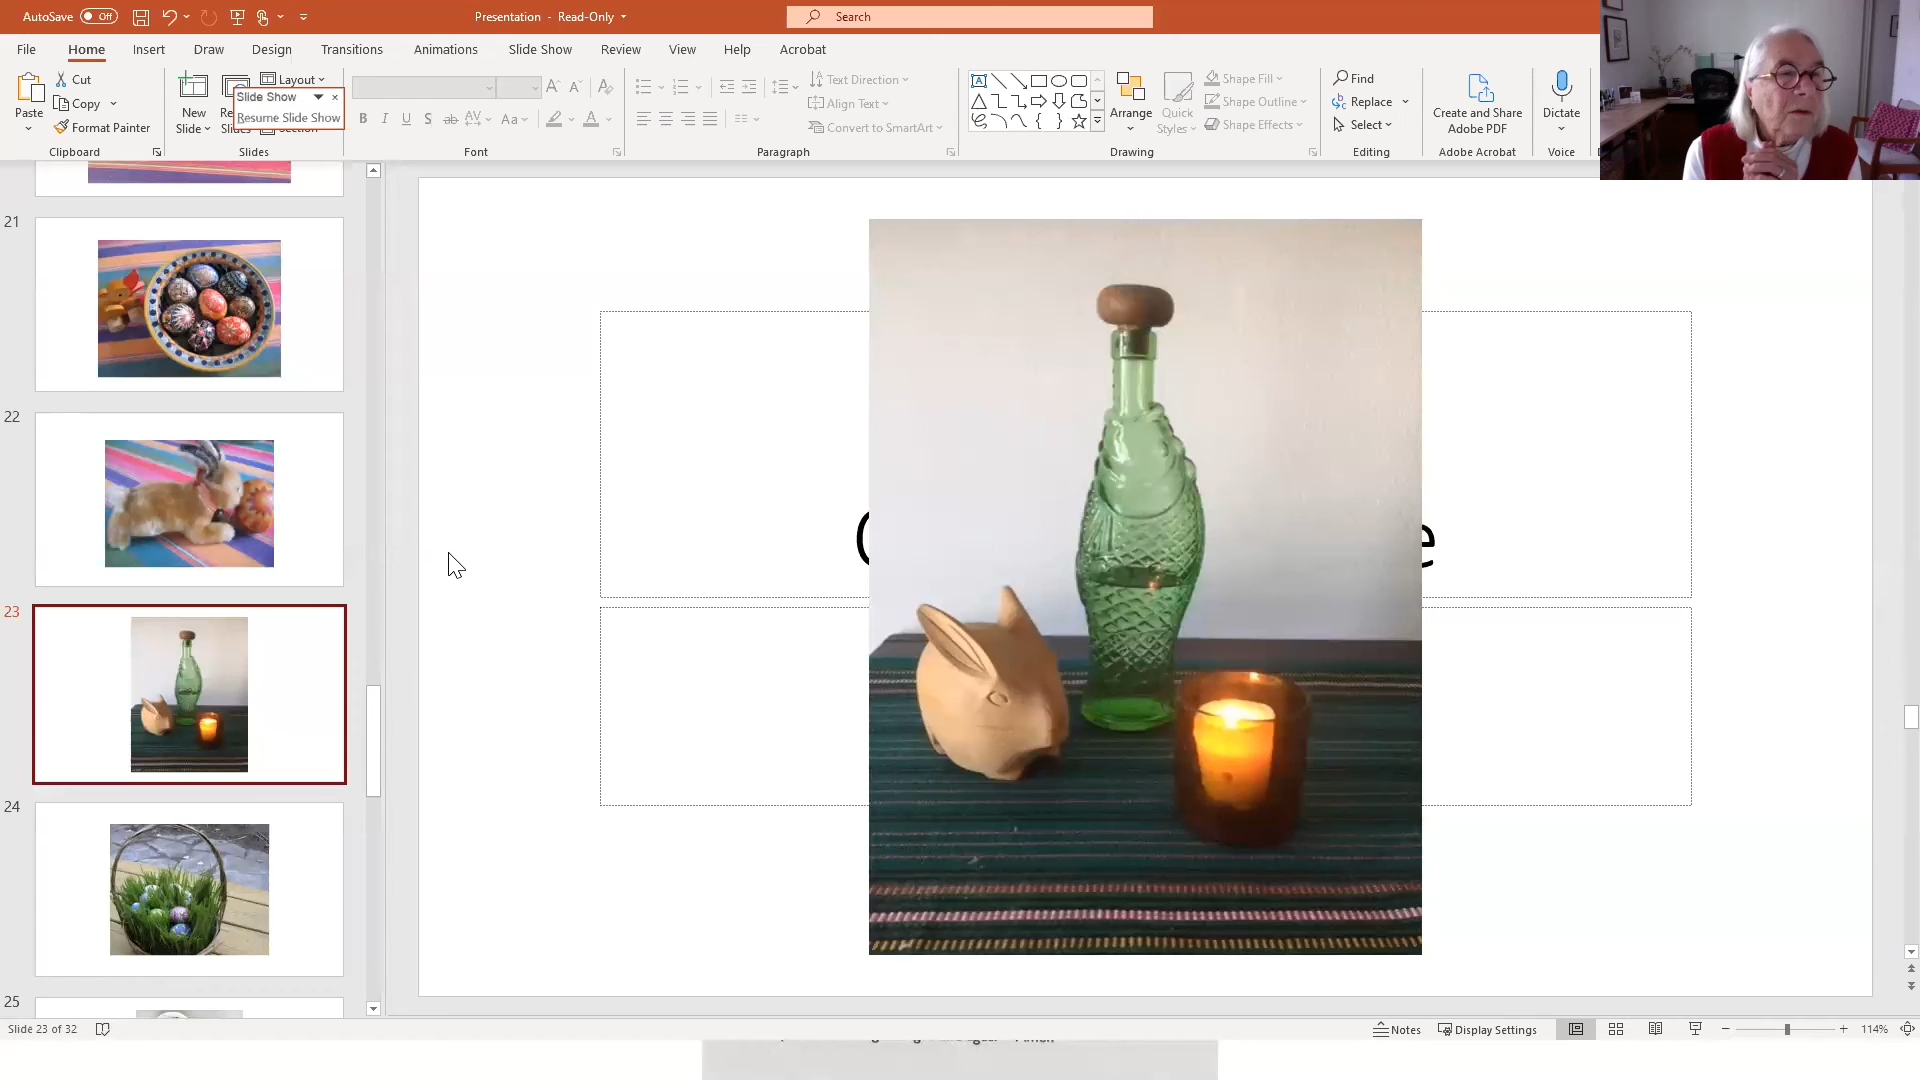 AutoSave Off
Presentation - Read-Only
Search
File Home Insert Draw Design Transitions Animations Slide Show Review View Help Acrobat
Paste
Cut
Copy
Format Painter
Clipboard
New Slide
Layout
Slide Show
Resume Slide Show
Slides
B I U S ab AV Aa A
Font
Text Direction
Align Text
Convert to SmartArt
Paragraph
Arrange
Quick Styles
Shape Fill
Shape Outline
Shape Effects
Drawing
Find
Replace
Select
Editing
Create and Share Adobe PDF
Adobe Acrobat
Dictate
Voice
21
22
23
24
25
e
Slide 23 of 32
Notes
Display Settings
114%